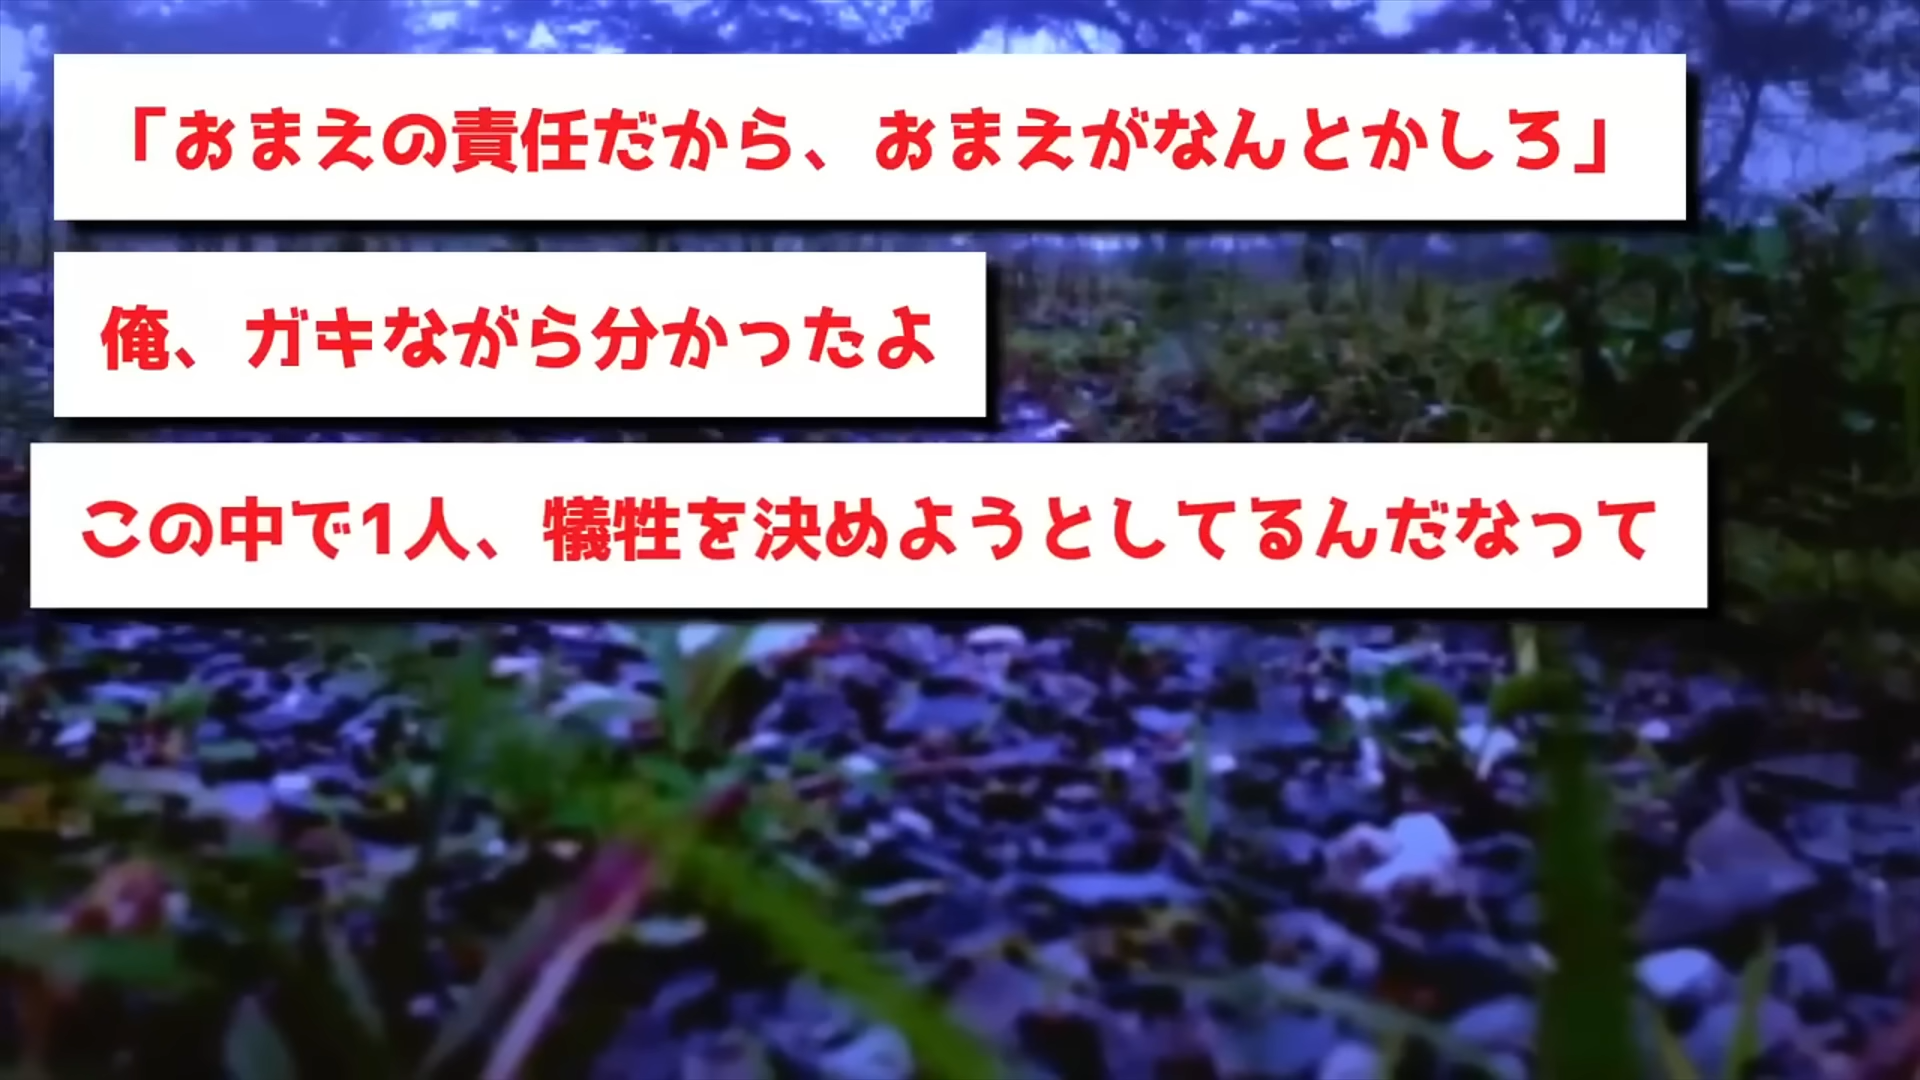 「おまえの責任だから、おまえがなんとかしろ」
俺、ガキながら分かったよ
この中で1人、犠牲を決めようとしてるんだなって